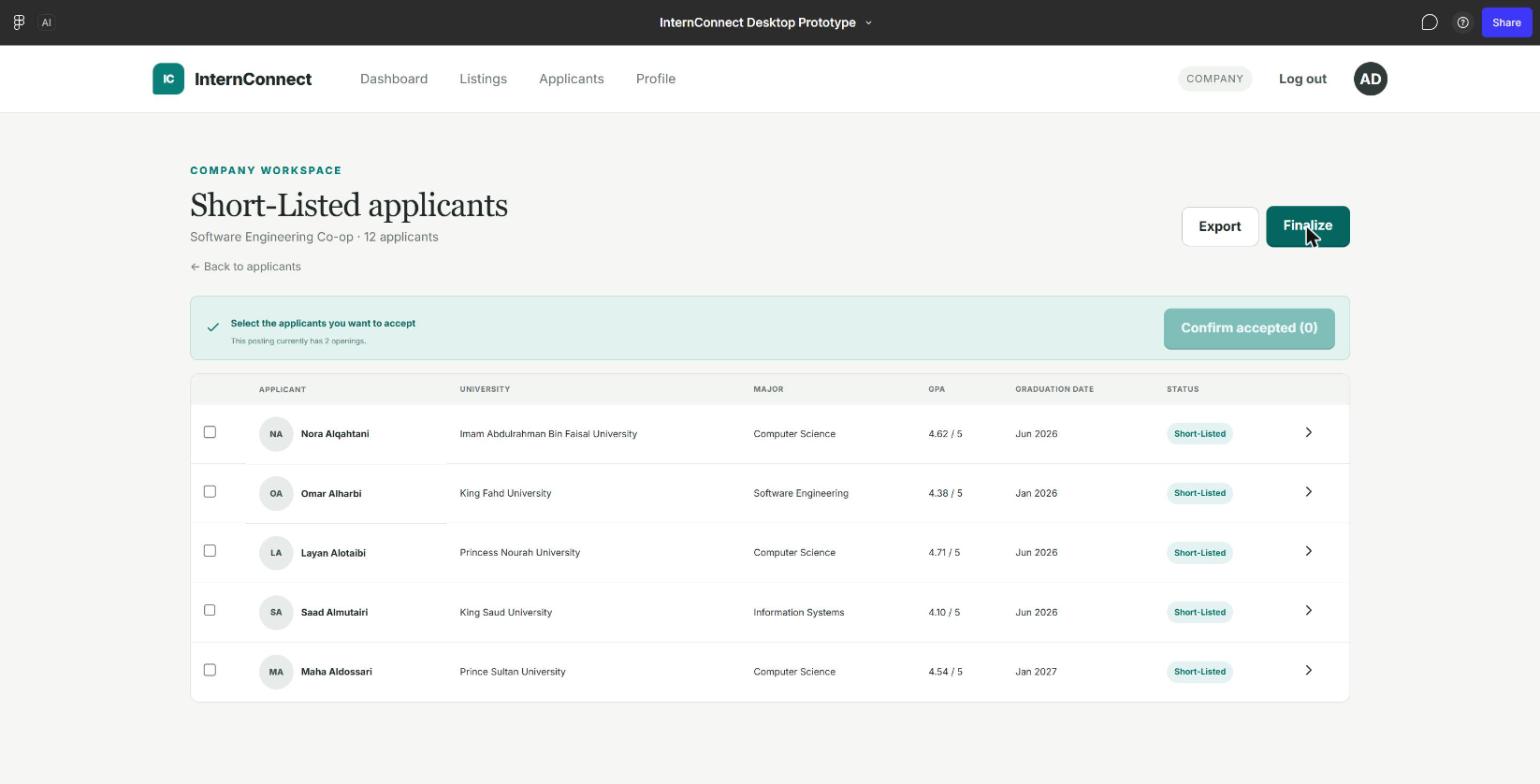 AI
InternConnect Desktop Prototype
Share
IC InternConnect Dashboard Listings Applicants Profile COMPANY Log out AD
COMPANY WORKSPACE
Short-Listed applicants
Software Engineering Co-op · 12 applicants
Export Finalize
← Back to applicants
Select the applicants you want to accept
This posting currently has 2 openings.
Confirm accepted (0)
APPLICANT UNIVERSITY MAJOR GPA GRADUATION DATE STATUS
NA Nora Alqahtani Imam Abdulrahman Bin Faisal University Computer Science 4.62 / 5 Jun 2026 Short-Listed
OA Omar Alharbi King Fahd University Software Engineering 4.38 / 5 Jan 2026 Short-Listed
LA Layan Alotaibi Princess Nourah University Computer Science 4.71 / 5 Jun 2026 Short-Listed
SA Saad Almutairi King Saud University Information Systems 4.10 / 5 Jun 2026 Short-Listed
MA Maha Aldossari Prince Sultan University Computer Science 4.54 / 5 Jan 2027 Short-Listed